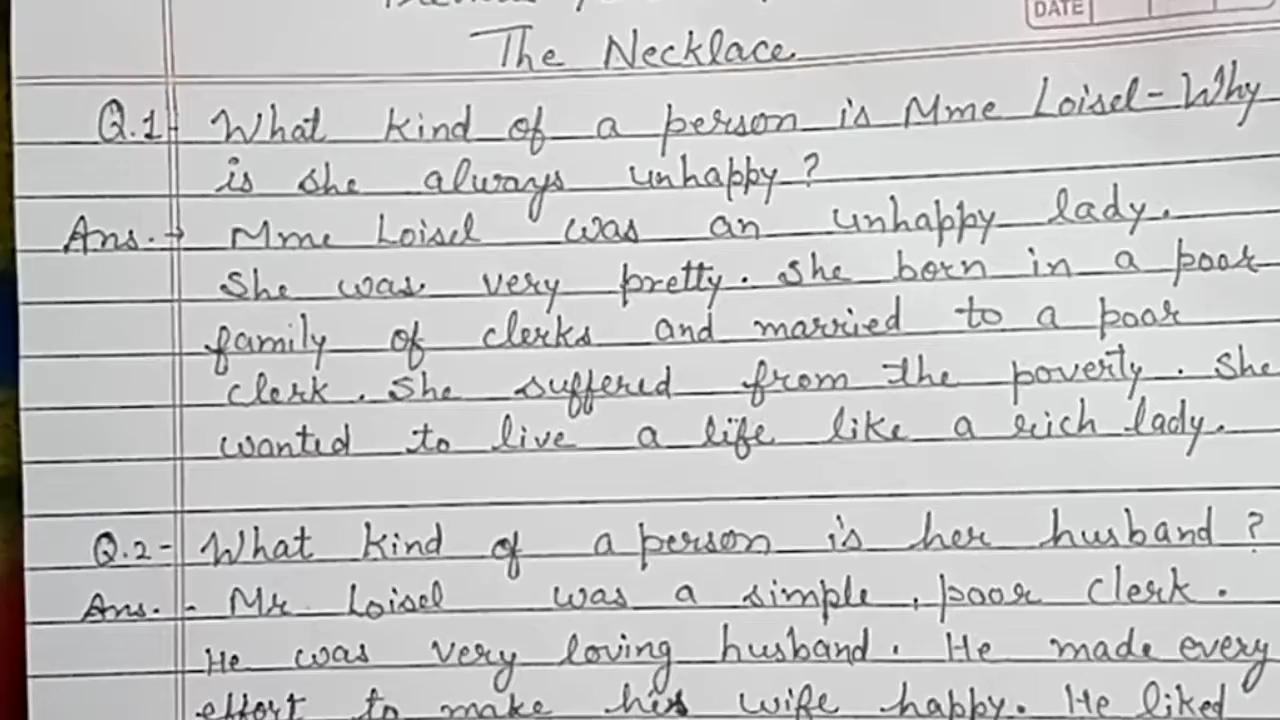 DATE
The Necklace
Q.1 What kind of a person is Mme Loisel - Why
is she always unhappy?
Ans. → Mme Loisel was an unhappy lady.
She was very pretty. She born in a poor
family of clerks and married to a poor
clerk. She suffered from the poverty. She
wanted to live a life like a rich lady.
Q.2 - What kind of a person is her husband?
Ans. - Mr Loisel was a simple, poor clerk.
He was very loving husband. He made every
effort to make his wife happy. He liked